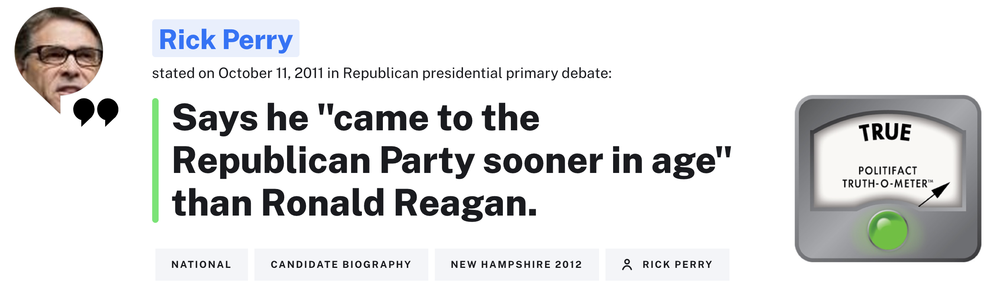 Rick Perry
stated on October 11, 2011 in Republican presidential primary debate:
Says he "came to the
Republican Party sooner in age"
than Ronald Reagan.
TRUE
POLITIFACT
TRUTH-O-METER™
NATIONAL
CANDIDATE BIOGRAPHY
NEW HAMPSHIRE 2012
RICK PERRY